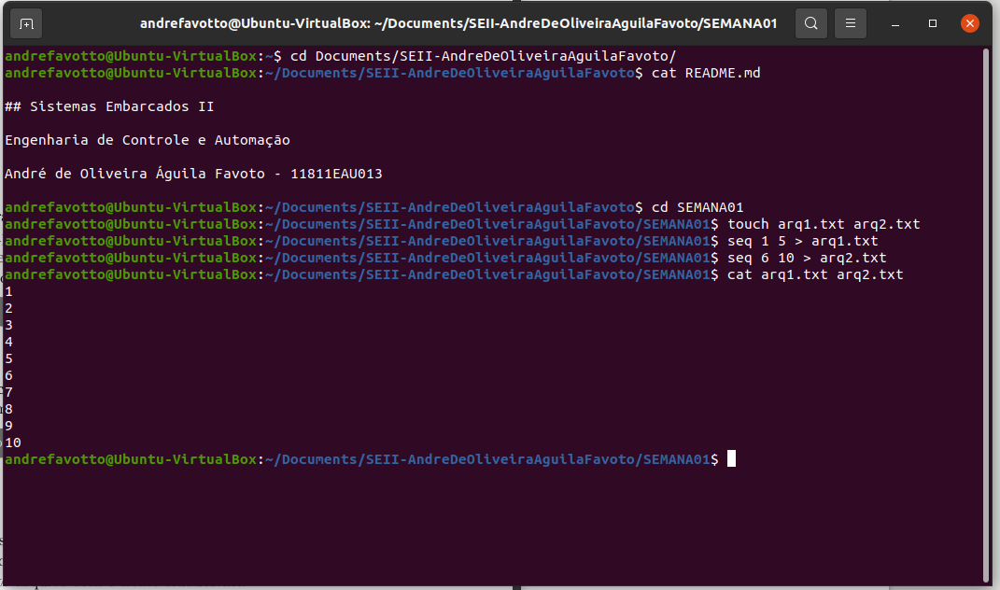 andrefavotto@Ubuntu-VirtualBox: ~/Documents/SEII-AndreDeOliveiraAguilaFavoto/SEMANA01
andrefavotto@Ubuntu-VirtualBox:~$ cd Documents/SEII-AndreDeOliveiraAguilaFavoto/
andrefavotto@Ubuntu-VirtualBox:~/Documents/SEII-AndreDeOliveiraAguilaFavoto$ cat README.md
## Sistemas Embarcados II
Engenharia de Controle e Automação
André de Oliveira Águila Favoto - 11811EAU013
andrefavotto@Ubuntu-VirtualBox:~/Documents/SEII-AndreDeOliveiraAguilaFavoto$ cd SEMANA01
andrefavotto@Ubuntu-VirtualBox:~/Documents/SEII-AndreDeOliveiraAguilaFavoto/SEMANA01$ touch arq1.txt arq2.txt
andrefavotto@Ubuntu-VirtualBox:~/Documents/SEII-AndreDeOliveiraAguilaFavoto/SEMANA01$ seq 1 5 > arq1.txt
andrefavotto@Ubuntu-VirtualBox:~/Documents/SEII-AndreDeOliveiraAguilaFavoto/SEMANA01$ seq 6 10 > arq2.txt
andrefavotto@Ubuntu-VirtualBox:~/Documents/SEII-AndreDeOliveiraAguilaFavoto/SEMANA01$ cat arq1.txt arq2.txt
1
2
3
4
5
6
7
8
9
10
andrefavotto@Ubuntu-VirtualBox:~/Documents/SEII-AndreDeOliveiraAguilaFavoto/SEMANA01$